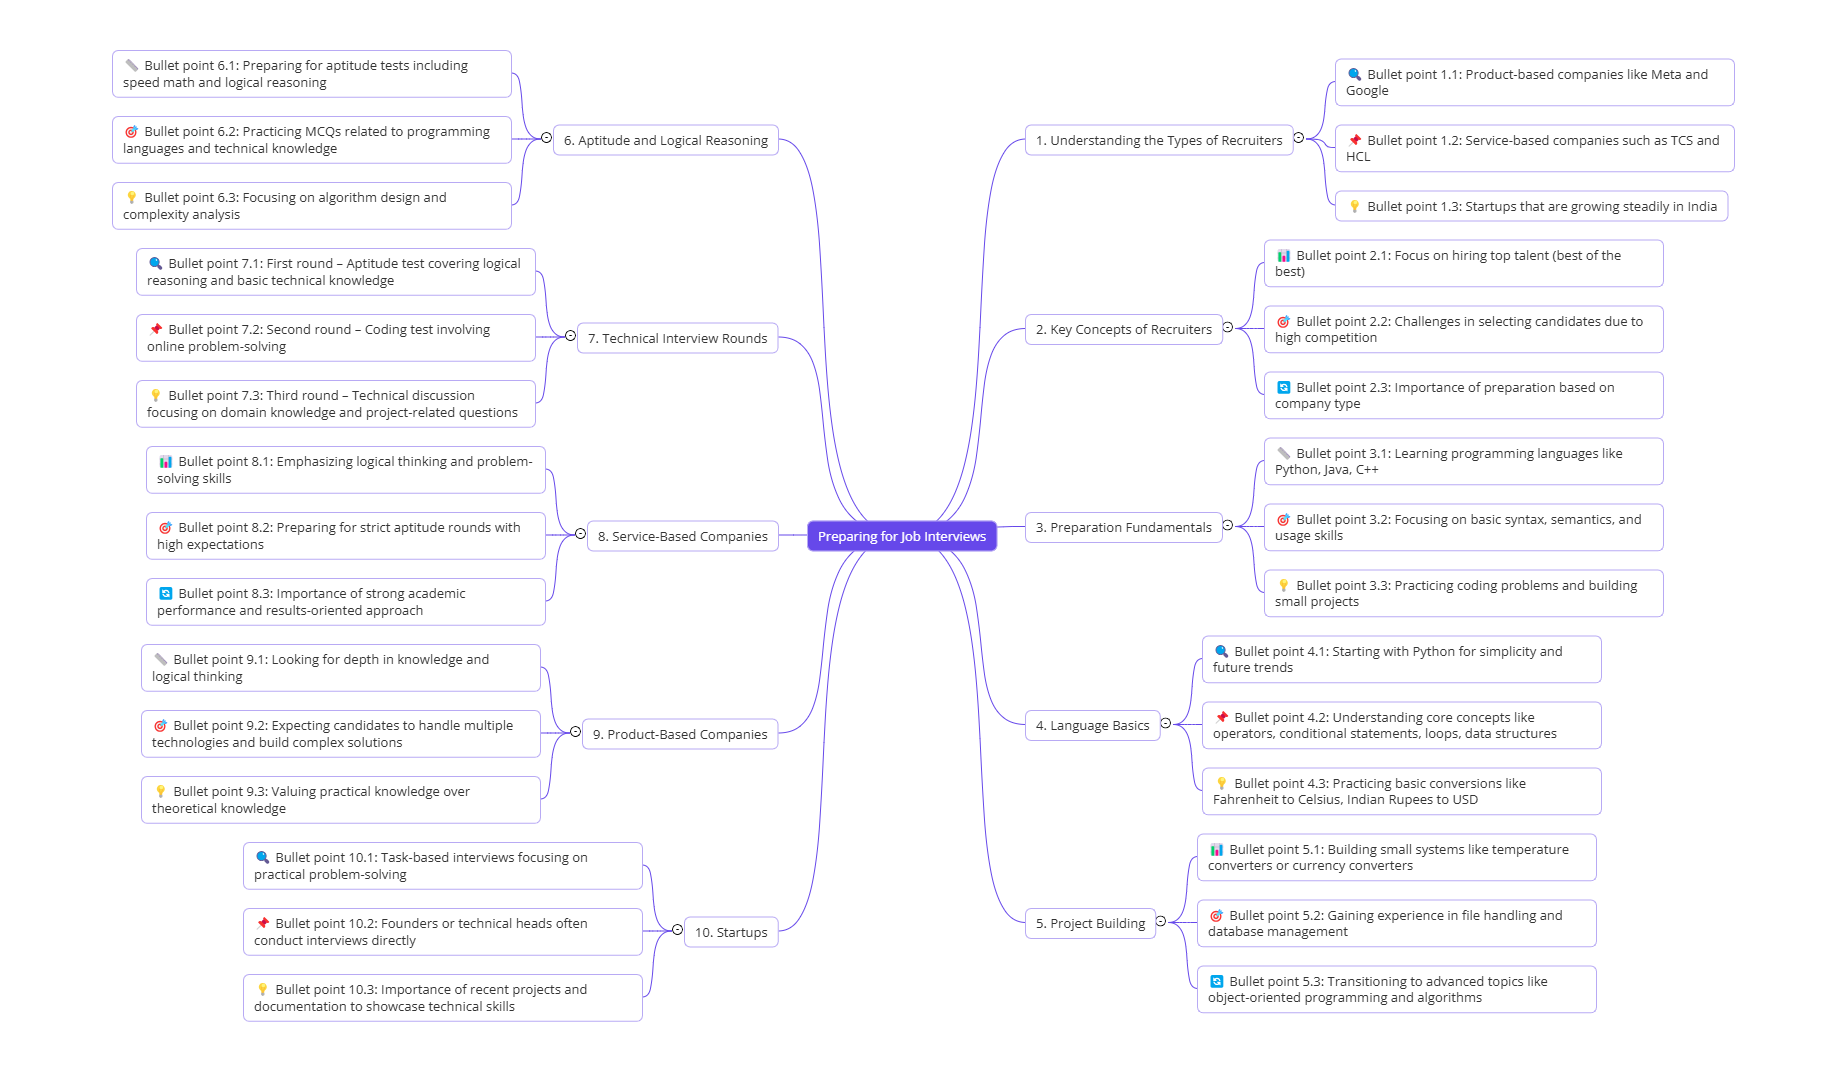 Preparing for Job Interviews
1. Understanding the Types of Recruiters
Bullet point 1.1: Product-based companies like Meta and
Google
Bullet point 1.2: Service-based companies such as TCS and
HCL
Bullet point 1.3: Startups that are growing steadily in India
2. Key Concepts of Recruiters
Bullet point 2.1: Focus on hiring top talent (best of the
best)
Bullet point 2.2: Challenges in selecting candidates due to
high competition
Bullet point 2.3: Importance of preparation based on
company type
3. Preparation Fundamentals
Bullet point 3.1: Learning programming languages like
Python, Java, C++
Bullet point 3.2: Focusing on basic syntax, semantics, and
usage skills
Bullet point 3.3: Practicing coding problems and building
small projects
4. Language Basics
Bullet point 4.1: Starting with Python for simplicity and
future trends
Bullet point 4.2: Understanding core concepts like
operators, conditional statements, loops, data structures
Bullet point 4.3: Practicing basic conversions like
Fahrenheit to Celsius, Indian Rupees to USD
5. Project Building
Bullet point 5.1: Building small systems like temperature
converters or currency converters
Bullet point 5.2: Gaining experience in file handling and
database management
Bullet point 5.3: Transitioning to advanced topics like
object-oriented programming and algorithms
6. Aptitude and Logical Reasoning
Bullet point 6.1: Preparing for aptitude tests including
speed math and logical reasoning
Bullet point 6.2: Practicing MCQs related to programming
languages and technical knowledge
Bullet point 6.3: Focusing on algorithm design and
complexity analysis
7. Technical Interview Rounds
Bullet point 7.1: First round – Aptitude test covering logical
reasoning and basic technical knowledge
Bullet point 7.2: Second round – Coding test involving
online problem-solving
Bullet point 7.3: Third round – Technical discussion
focusing on domain knowledge and project-related questions
8. Service-Based Companies
Bullet point 8.1: Emphasizing logical thinking and problem-
solving skills
Bullet point 8.2: Preparing for strict aptitude rounds with
high expectations
Bullet point 8.3: Importance of strong academic
performance and results-oriented approach
9. Product-Based Companies
Bullet point 9.1: Looking for depth in knowledge and
logical thinking
Bullet point 9.2: Expecting candidates to handle multiple
technologies and build complex solutions
Bullet point 9.3: Valuing practical knowledge over
theoretical knowledge
10. Startups
Bullet point 10.1: Task-based interviews focusing on
practical problem-solving
Bullet point 10.2: Founders or technical heads often
conduct interviews directly
Bullet point 10.3: Importance of recent projects and
documentation to showcase technical skills